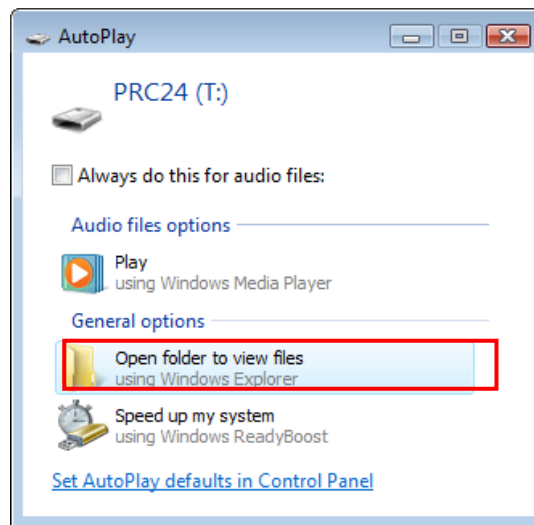 AutoPlay
PRC24 (T:)
Always do this for audio files:
Audio files options
Play
using Windows Media Player
General options
Open folder to view files
using Windows Explorer
Speed up my system
using Windows ReadyBoost
Set AutoPlay defaults in Control Panel